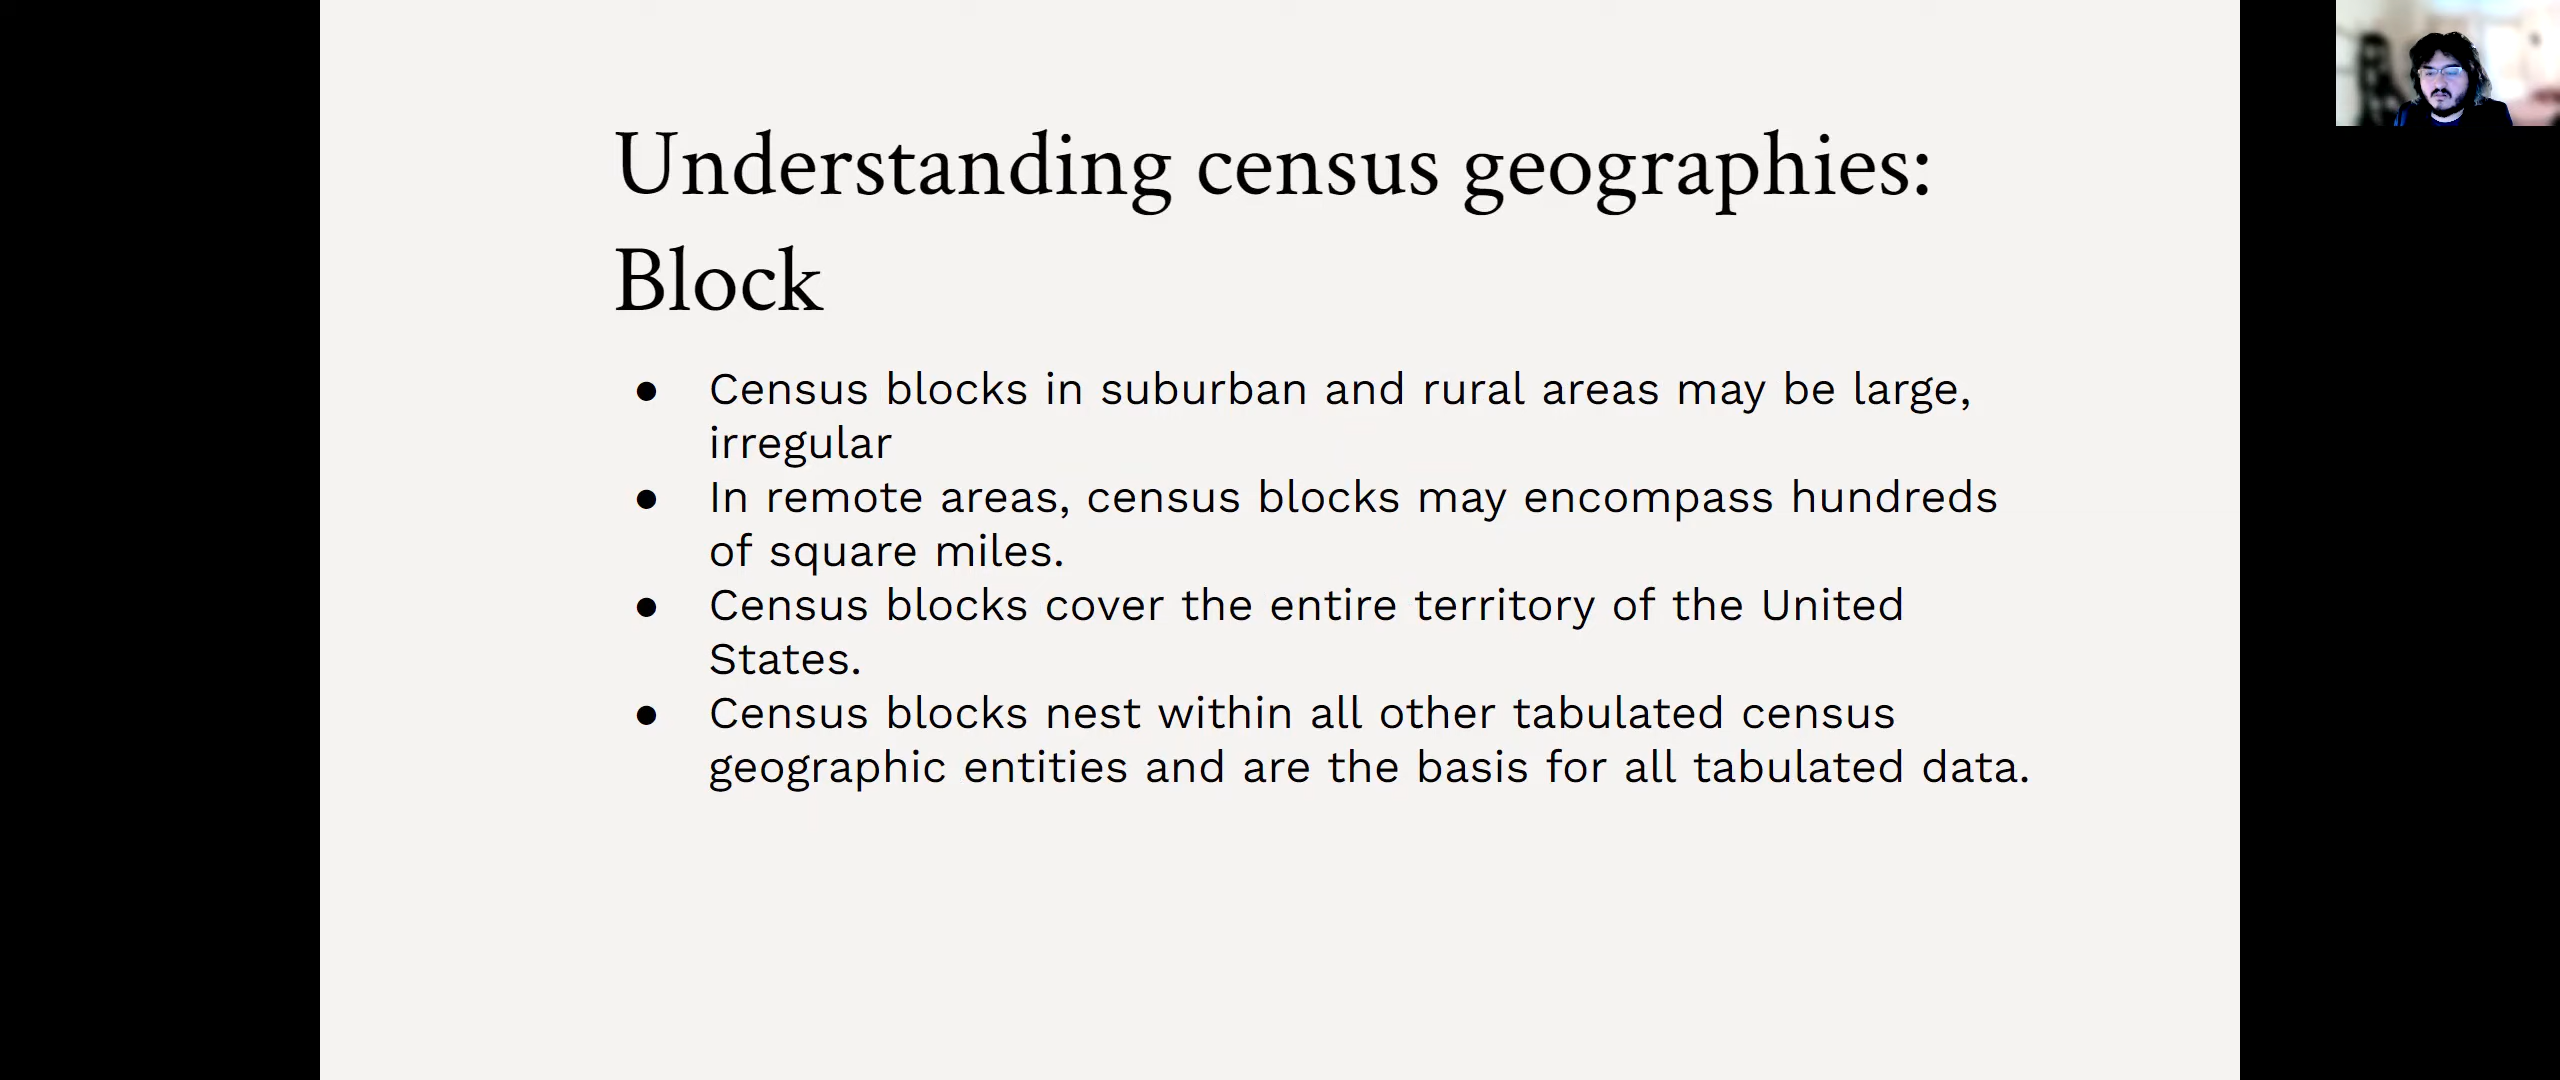 Understanding census geographies:
Block
● Census blocks in suburban and rural areas may be large,
irregular
● In remote areas, census blocks may encompass hundreds
of square miles.
● Census blocks cover the entire territory of the United
States.
● Census blocks nest within all other tabulated census
geographic entities and are the basis for all tabulated data.